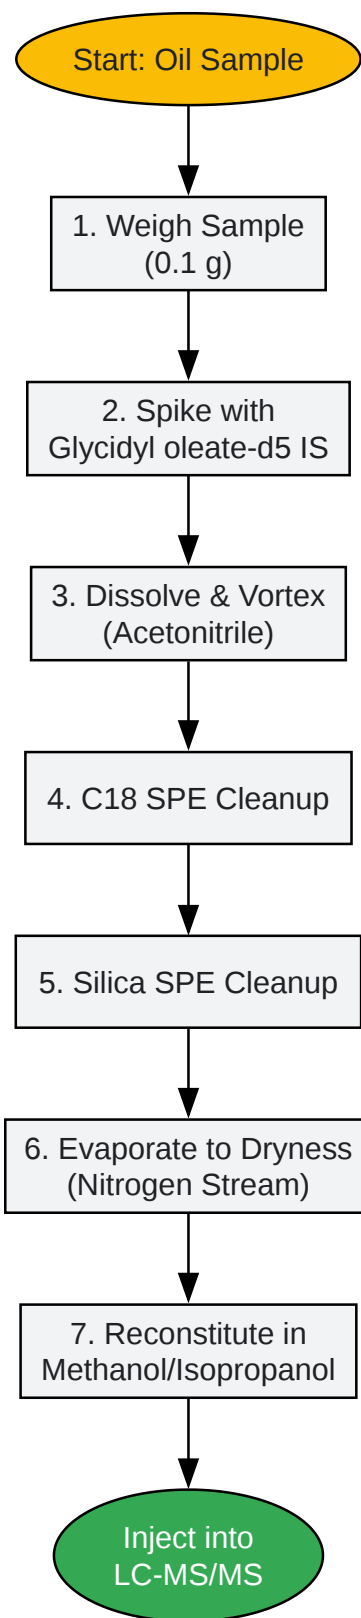 Start: Oil Sample
1. Weigh Sample
(0.1 g)
2. Spike with
Glycidyl oleate-d5 IS
3. Dissolve & Vortex
(Acetonitrile)
4. C18 SPE Cleanup
5. Silica SPE Cleanup
6. Evaporate to Dryness
(Nitrogen Stream)
7. Reconstitute in
Methanol/Isopropanol
Inject into
LC-MS/MS